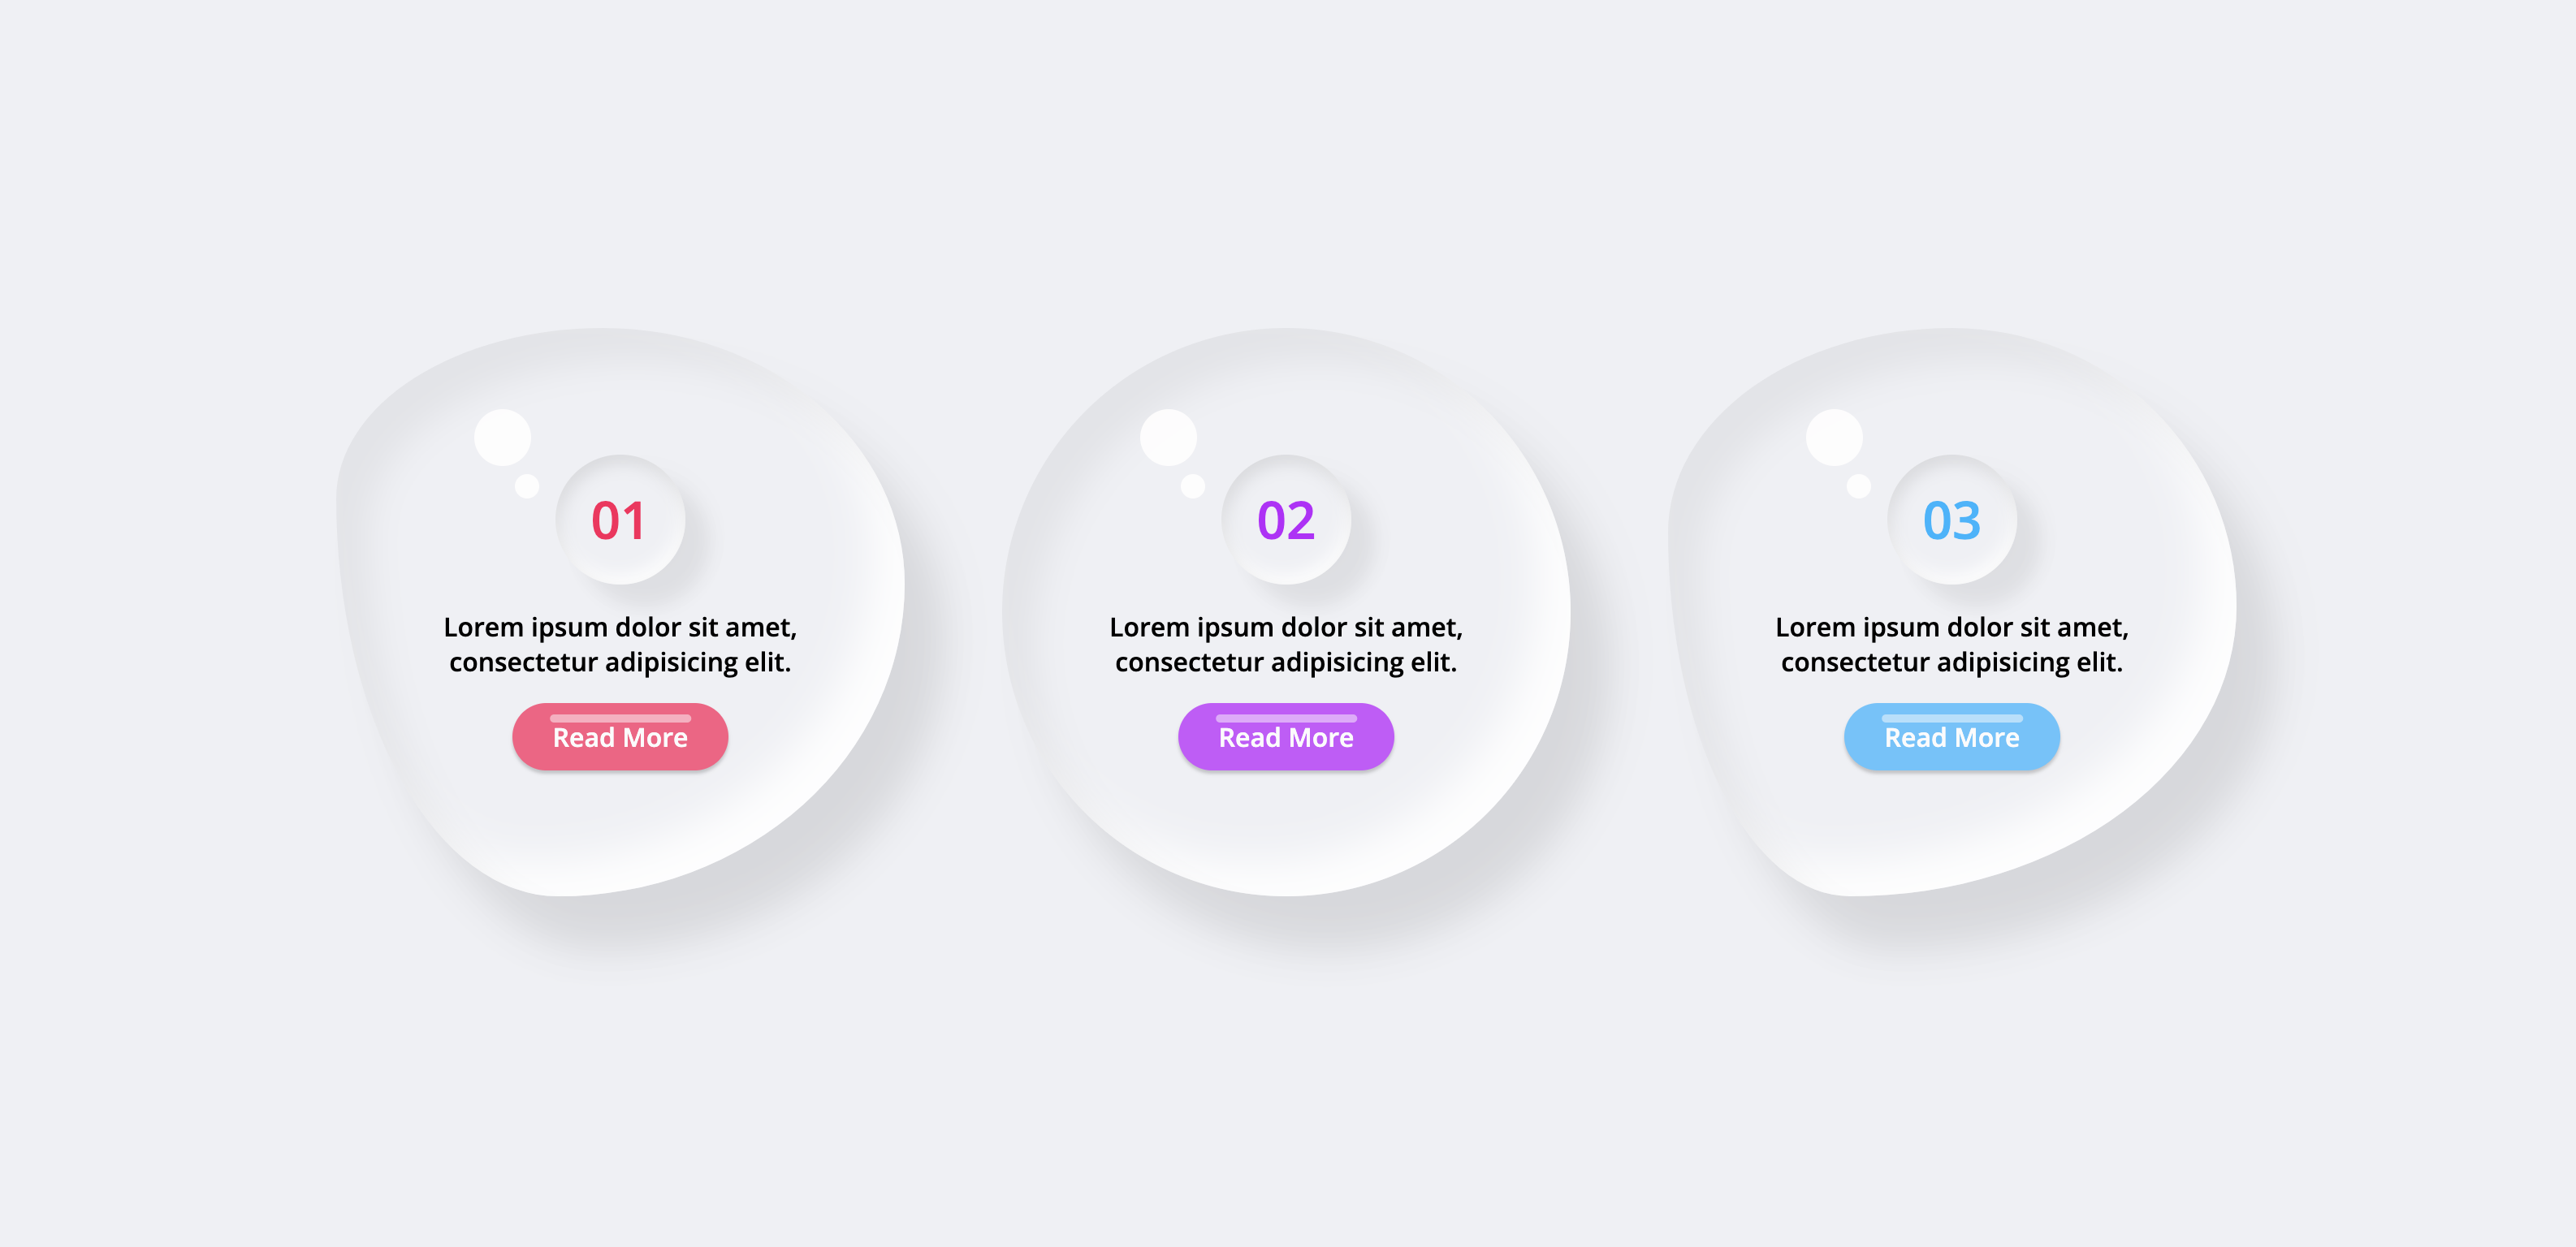 01
Lorem ipsum dolor sit amet,
consectetur adipisicing elit.
Read More
02
Lorem ipsum dolor sit amet,
consectetur adipisicing elit.
Read More
03
Lorem ipsum dolor sit amet,
consectetur adipisicing elit.
Read More